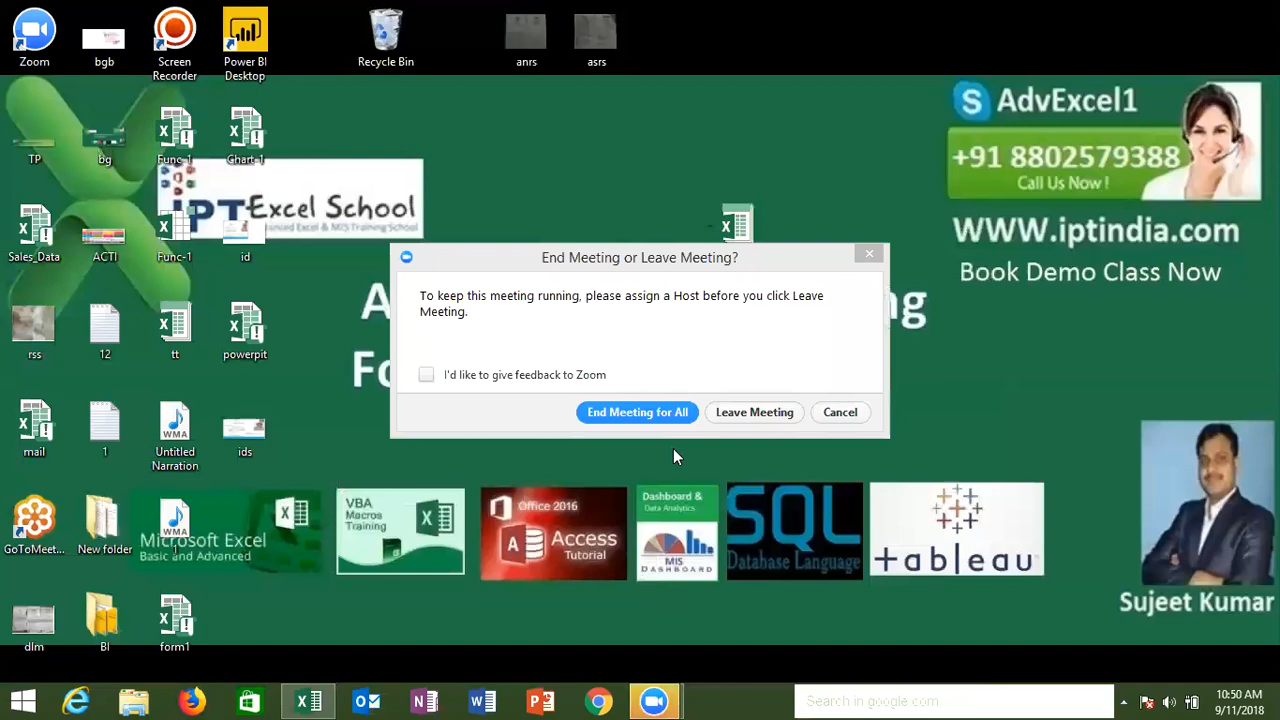 Zoom
bgb
Screen
Recorder
Power BI
Desktop
Recycle Bin
anrs
asrs
AdvExcel1
+91 8802579388
Call Us Now !
WWW.iptindia.com
Book Demo Class Now
TP
bg
Func-1
Chart-1
iPT Excel School
Sales_Data
ACTI
Func-1
id
End Meeting or Leave Meeting?
To keep this meeting running, please assign a Host before you click Leave
Meeting.
I'd like to give feedback to Zoom
End Meeting for All
Leave Meeting
Cancel
rss
12
tt
powerpit
mail
1
Untitled
Narration
ids
GoToMeet...
New folder
Microsoft Excel
Basic and Advanced
VBA
Macros
Training
Office 2016
Access
Tutorial
Dashboard &
Data Analytics
MIS
DASHBOARD
SQL
Database Language
+tableau
Sujeet Kumar
dlm
BI
form1
Search in google.com
10:50 AM
9/11/2018